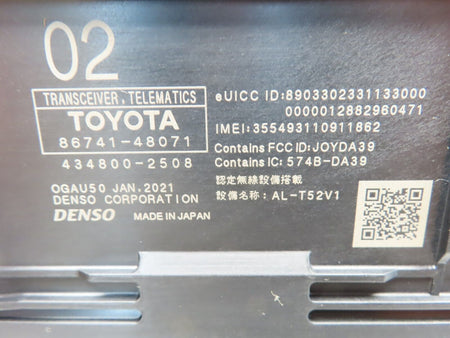 02
TRANSCEIVER, TELEMATICS
TOYOTA
86741-48071
434800-2508
OGAU50 JAN.2021
DENSO CORPORATION
DENSO MADE IN JAPAN
eUICC ID:8903302331133000
0000012882960471
IMEI:355493110911862
Contains FCC ID:JOYDA39
Contains IC: 574B-DA39
認定無線設備搭載
設備名称: AL-T52V1